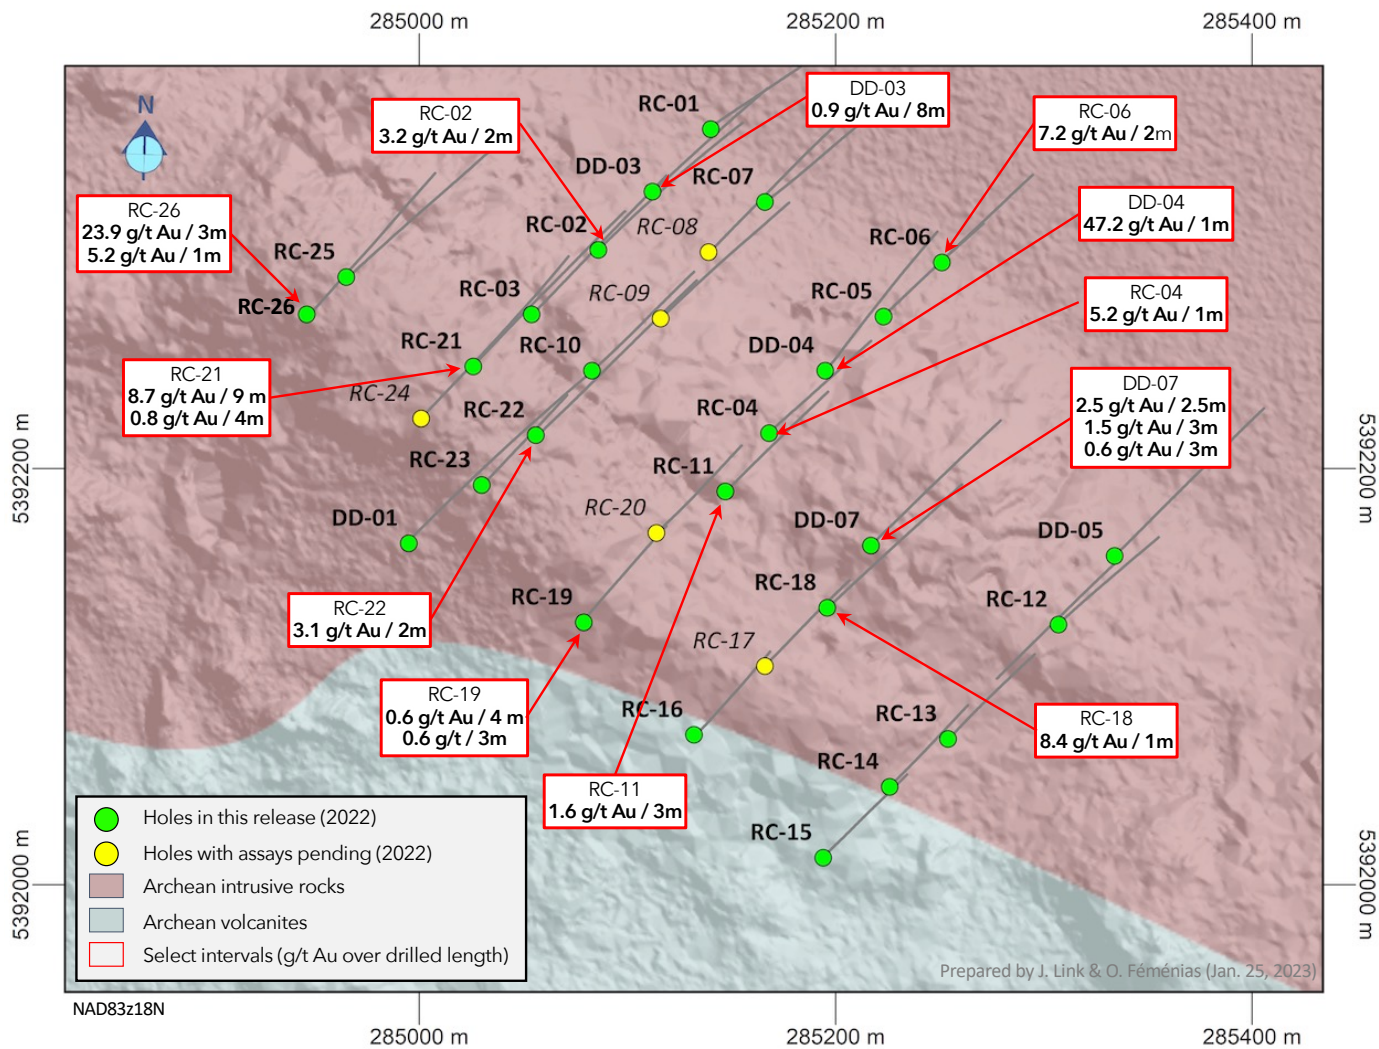 285000 m
285200 m
285400 m
N
RC-02
3.2 g/t Au / 2m
RC-01
DD-03
0.9 g/t Au / 8m
RC-06
7.2 g/t Au / 2m
DD-03
RC-07
RC-26
23.9 g/t Au / 3m
5.2 g/t Au / 1m
DD-04
47.2 g/t Au / 1m
RC-02
RC-08
RC-25
RC-06
RC-26
RC-03
RC-09
RC-05
RC-04
5.2 g/t Au / 1m
RC-21
RC-10
DD-04
RC-21
8.7 g/t Au / 9 m
0.8 g/t Au / 4m
RC-24
RC-22
RC-04
DD-07
2.5 g/t Au / 2.5m
1.5 g/t Au / 3m
0.6 g/t Au / 3m
5392200 m
5392200 m
RC-23
RC-11
DD-01
RC-20
DD-07
DD-05
RC-22
3.1 g/t Au / 2m
RC-19
RC-18
RC-12
RC-17
RC-19
0.6 g/t Au / 4 m
0.6 g/t / 3m
RC-16
RC-13
RC-18
8.4 g/t Au / 1m
RC-14
RC-11
1.6 g/t Au / 3m
RC-15
Holes in this release (2022)
Holes with assays pending (2022)
Archean intrusive rocks
Archean volcanites
Select intervals (g/t Au over drilled length)
5392000 m
5392000 m
Prepared by J. Link & O. Féménias (Jan. 25, 2023)
NAD83z18N
285000 m
285200 m
285400 m